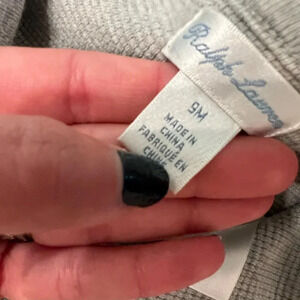 Ralph Lauren
9M
MADE IN
CHINA
FABRIQUÉ EN
CHINE